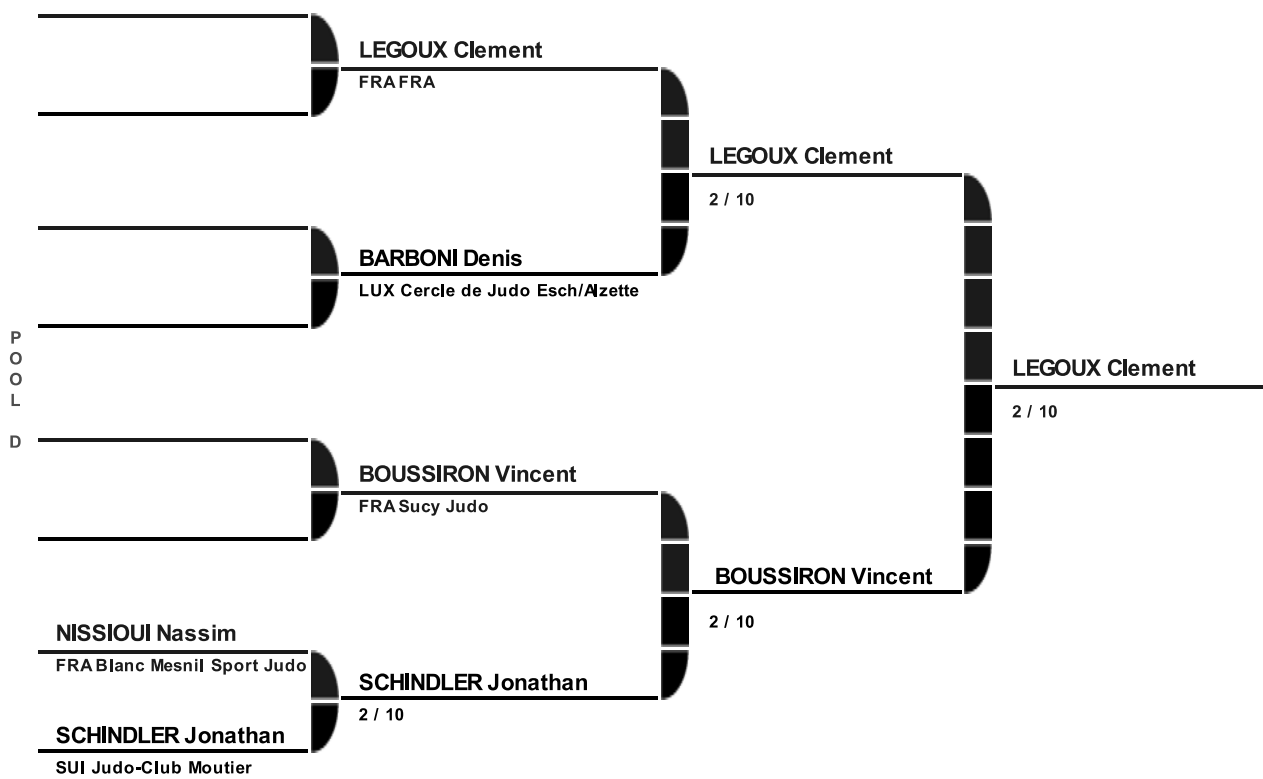 LEGOUX Clement
FRA FRA
LEGOUX Clement
2 / 10
BARBONI Denis
LUX Cercle de Judo Esch/Alzette
POOL D
LEGOUX Clement
2 / 10
BOUSSIRON Vincent
FRA Sucy Judo
BOUSSIRON Vincent
2 / 10
NISSIOUI Nassim
FRA Blanc Mesnil Sport Judo
SCHINDLER Jonathan
2 / 10
SCHINDLER Jonathan
SUI Judo-Club Moutier